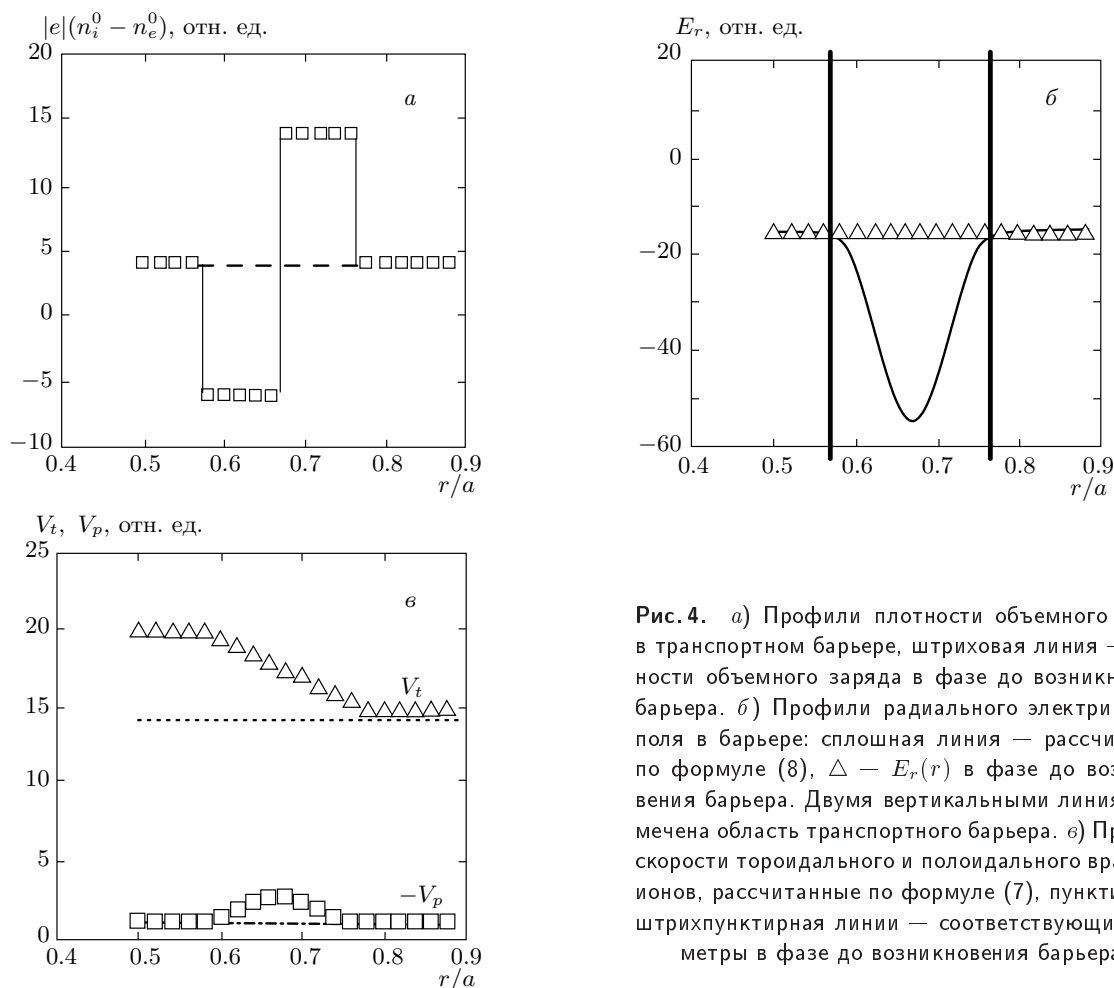 |e|(n_i^0 − n_e^0), отн. ед.
20
15
10
5
0
−5
−10
0.4 0.5 0.6 0.7 0.8 0.9
r/a
а
E_r, отн. ед.
20
0
−20
−40
−60
0.4 0.5 0.6 0.7 0.8 0.9
r/a
б
V_t, V_p, отн. ед.
25
20
15
10
5
0
0.4 0.5 0.6 0.7 0.8 0.9
r/a
в
V_t
−V_p
Рис. 4. а) Профили плотности объемного
в транспортном барьере, штриховая линия —
ности объемного заряда в фазе до возникн
барьера. б) Профили радиального электри
поля в барьере: сплошная линия — рассчи
по формуле (8), △ — E_r(r) в фазе до воз
вения барьера. Двумя вертикальными линия
мечена область транспортного барьера. в) Пр
скорости тороидального и полоидального вра
ионов, рассчитанные по формуле (7), пункти
штрихпунктирная линии — соответствующи
метры в фазе до возникновения барьера